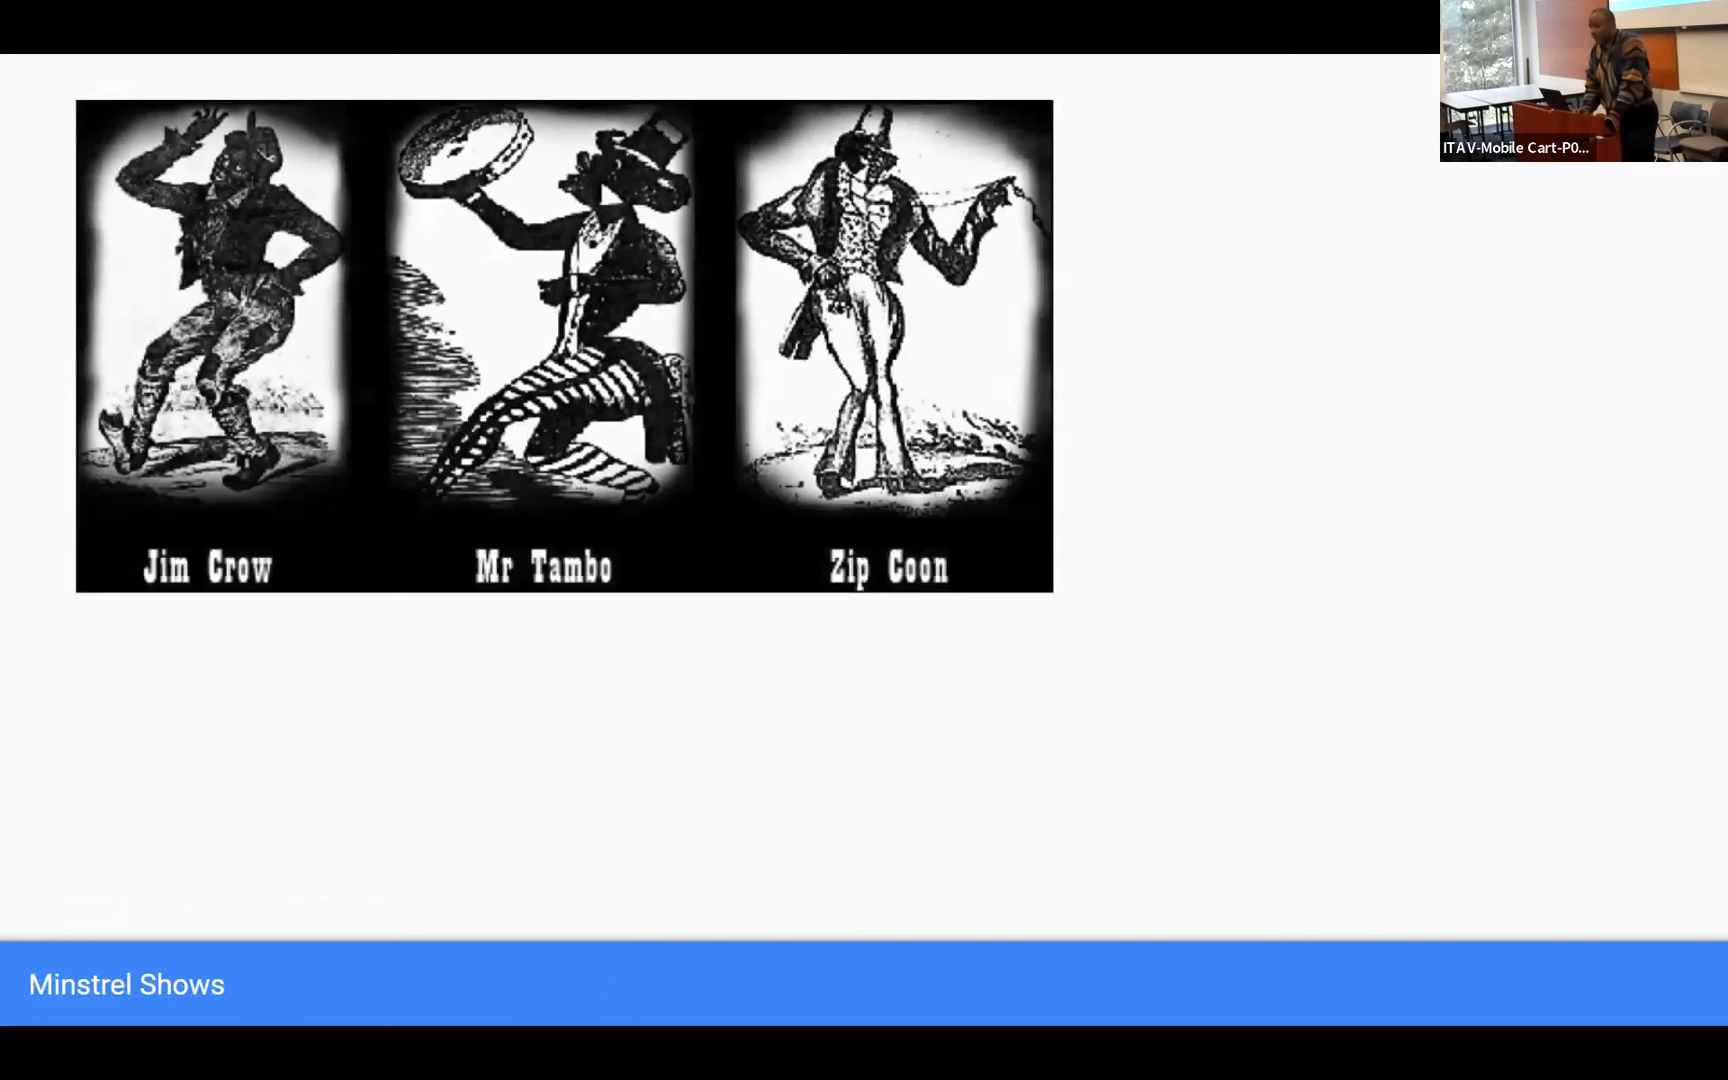 ITAV-Mobile Cart-P0...
Jim Crow
Mr Tambo
Zip Coon
Minstrel Shows